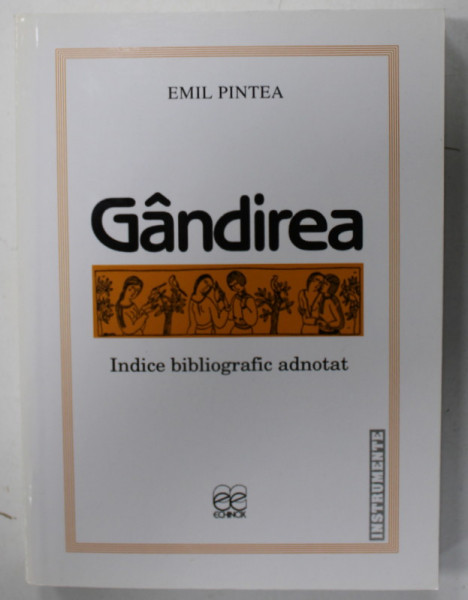 EMIL PINTEA
Gândirea
Indice bibliografic adnotat
INSTRUMENTE
ECHINOX